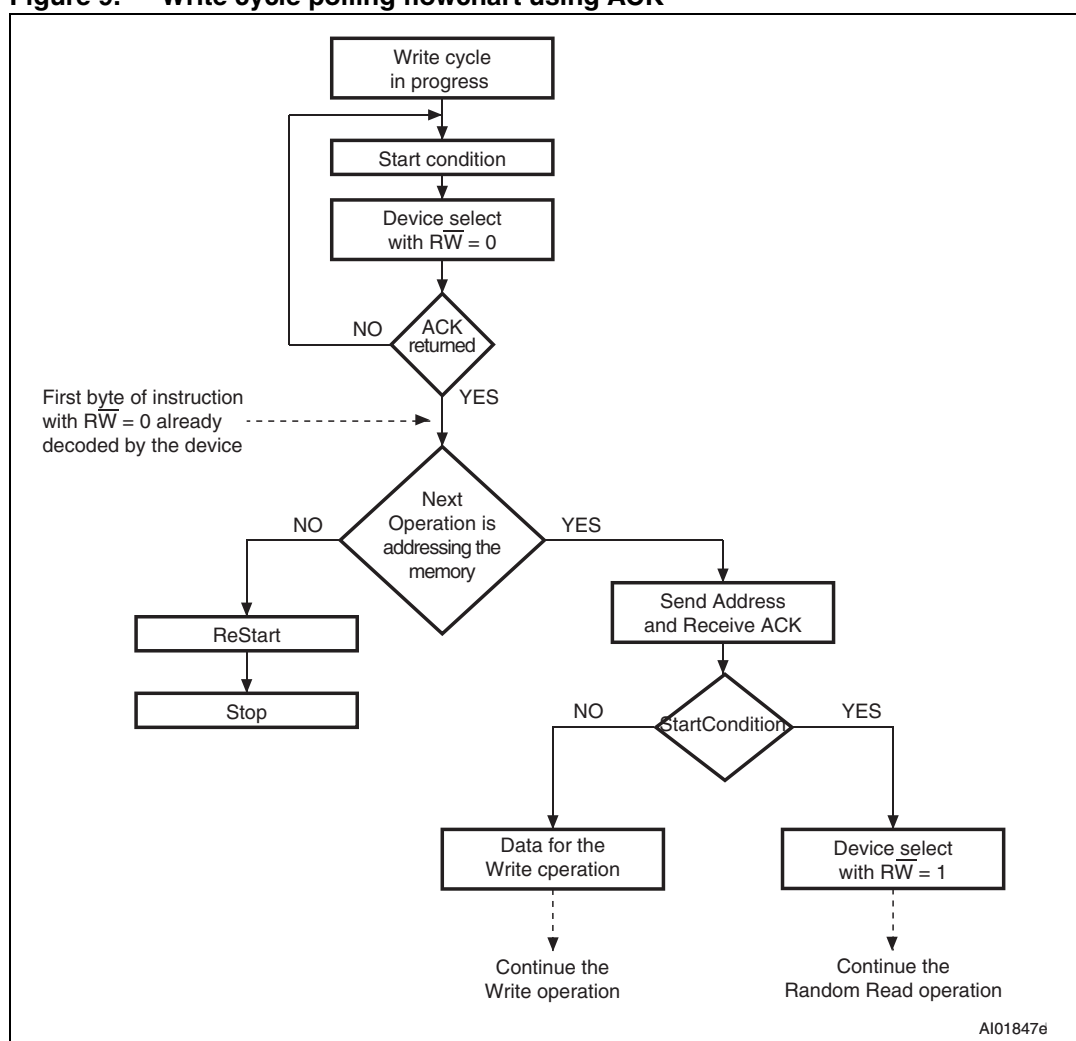 Figure 9. Write cycle polling flowchart using ACK
Write cycle
in progress
Start condition
Device select
with RW̅ = 0
NO
ACK
returned
YES
First byte of instruction
with RW̅ = 0 already
decoded by the device
Next
Operation is
addressing the
memory
NO
YES
ReStart
Stop
Send Address
and Receive ACK
StartCondition
NO
YES
Data for the
Write cperation
Device select
with RW̅ = 1
Continue the
Write operation
Continue the
Random Read operation
AI01847e